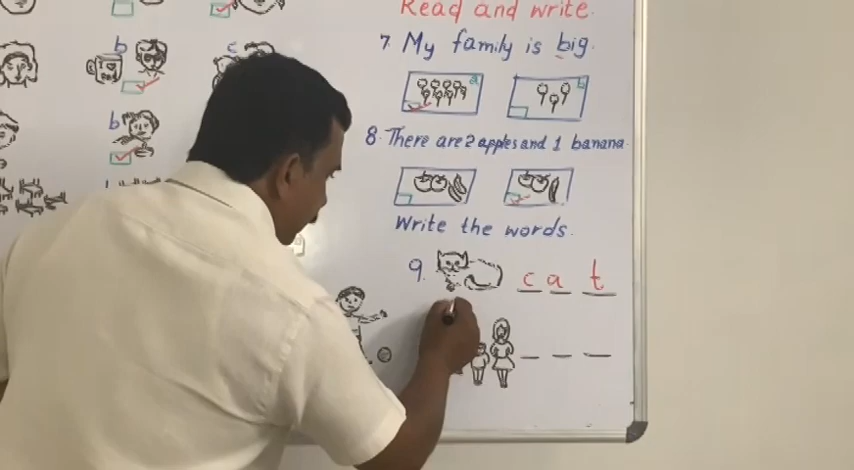 Read and write.
b
c
7. My family is big.
a
b
b
8. There are 2 apples and 1 banana.
Write the words.
9. cat